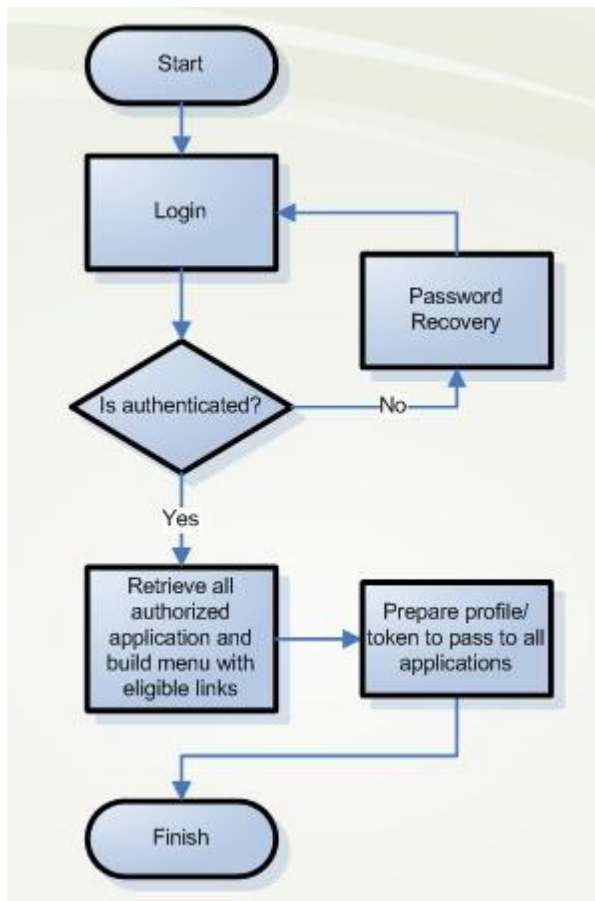 Start
Login
Password
Recovery
Is authenticated?
No
Yes
Retrieve all
authorized
application and
build menu with
eligible links
Prepare profile/
token to pass to all
applications
Finish